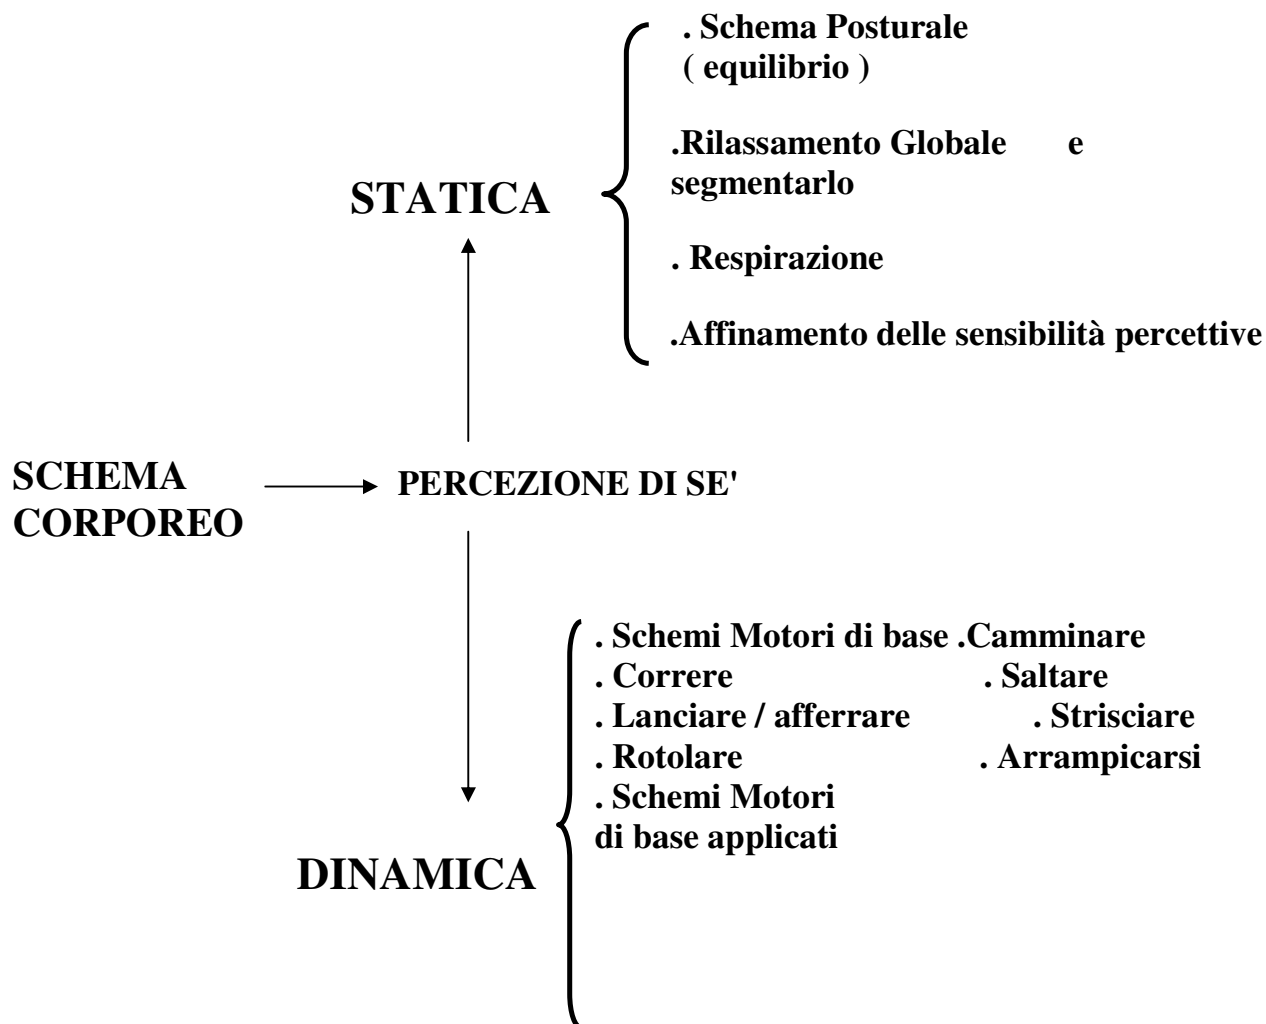 . Schema Posturale
( equilibrio )
.Rilassamento Globale e
segmentarlo
STATICA
. Respirazione
.Affinamento delle sensibilità percettive
SCHEMA
CORPOREO
PERCEZIONE DI SE'
. Schemi Motori di base .Camminare
. Correre . Saltare
. Lanciare / afferrare . Strisciare
. Rotolare . Arrampicarsi
. Schemi Motori
di base applicati
DINAMICA